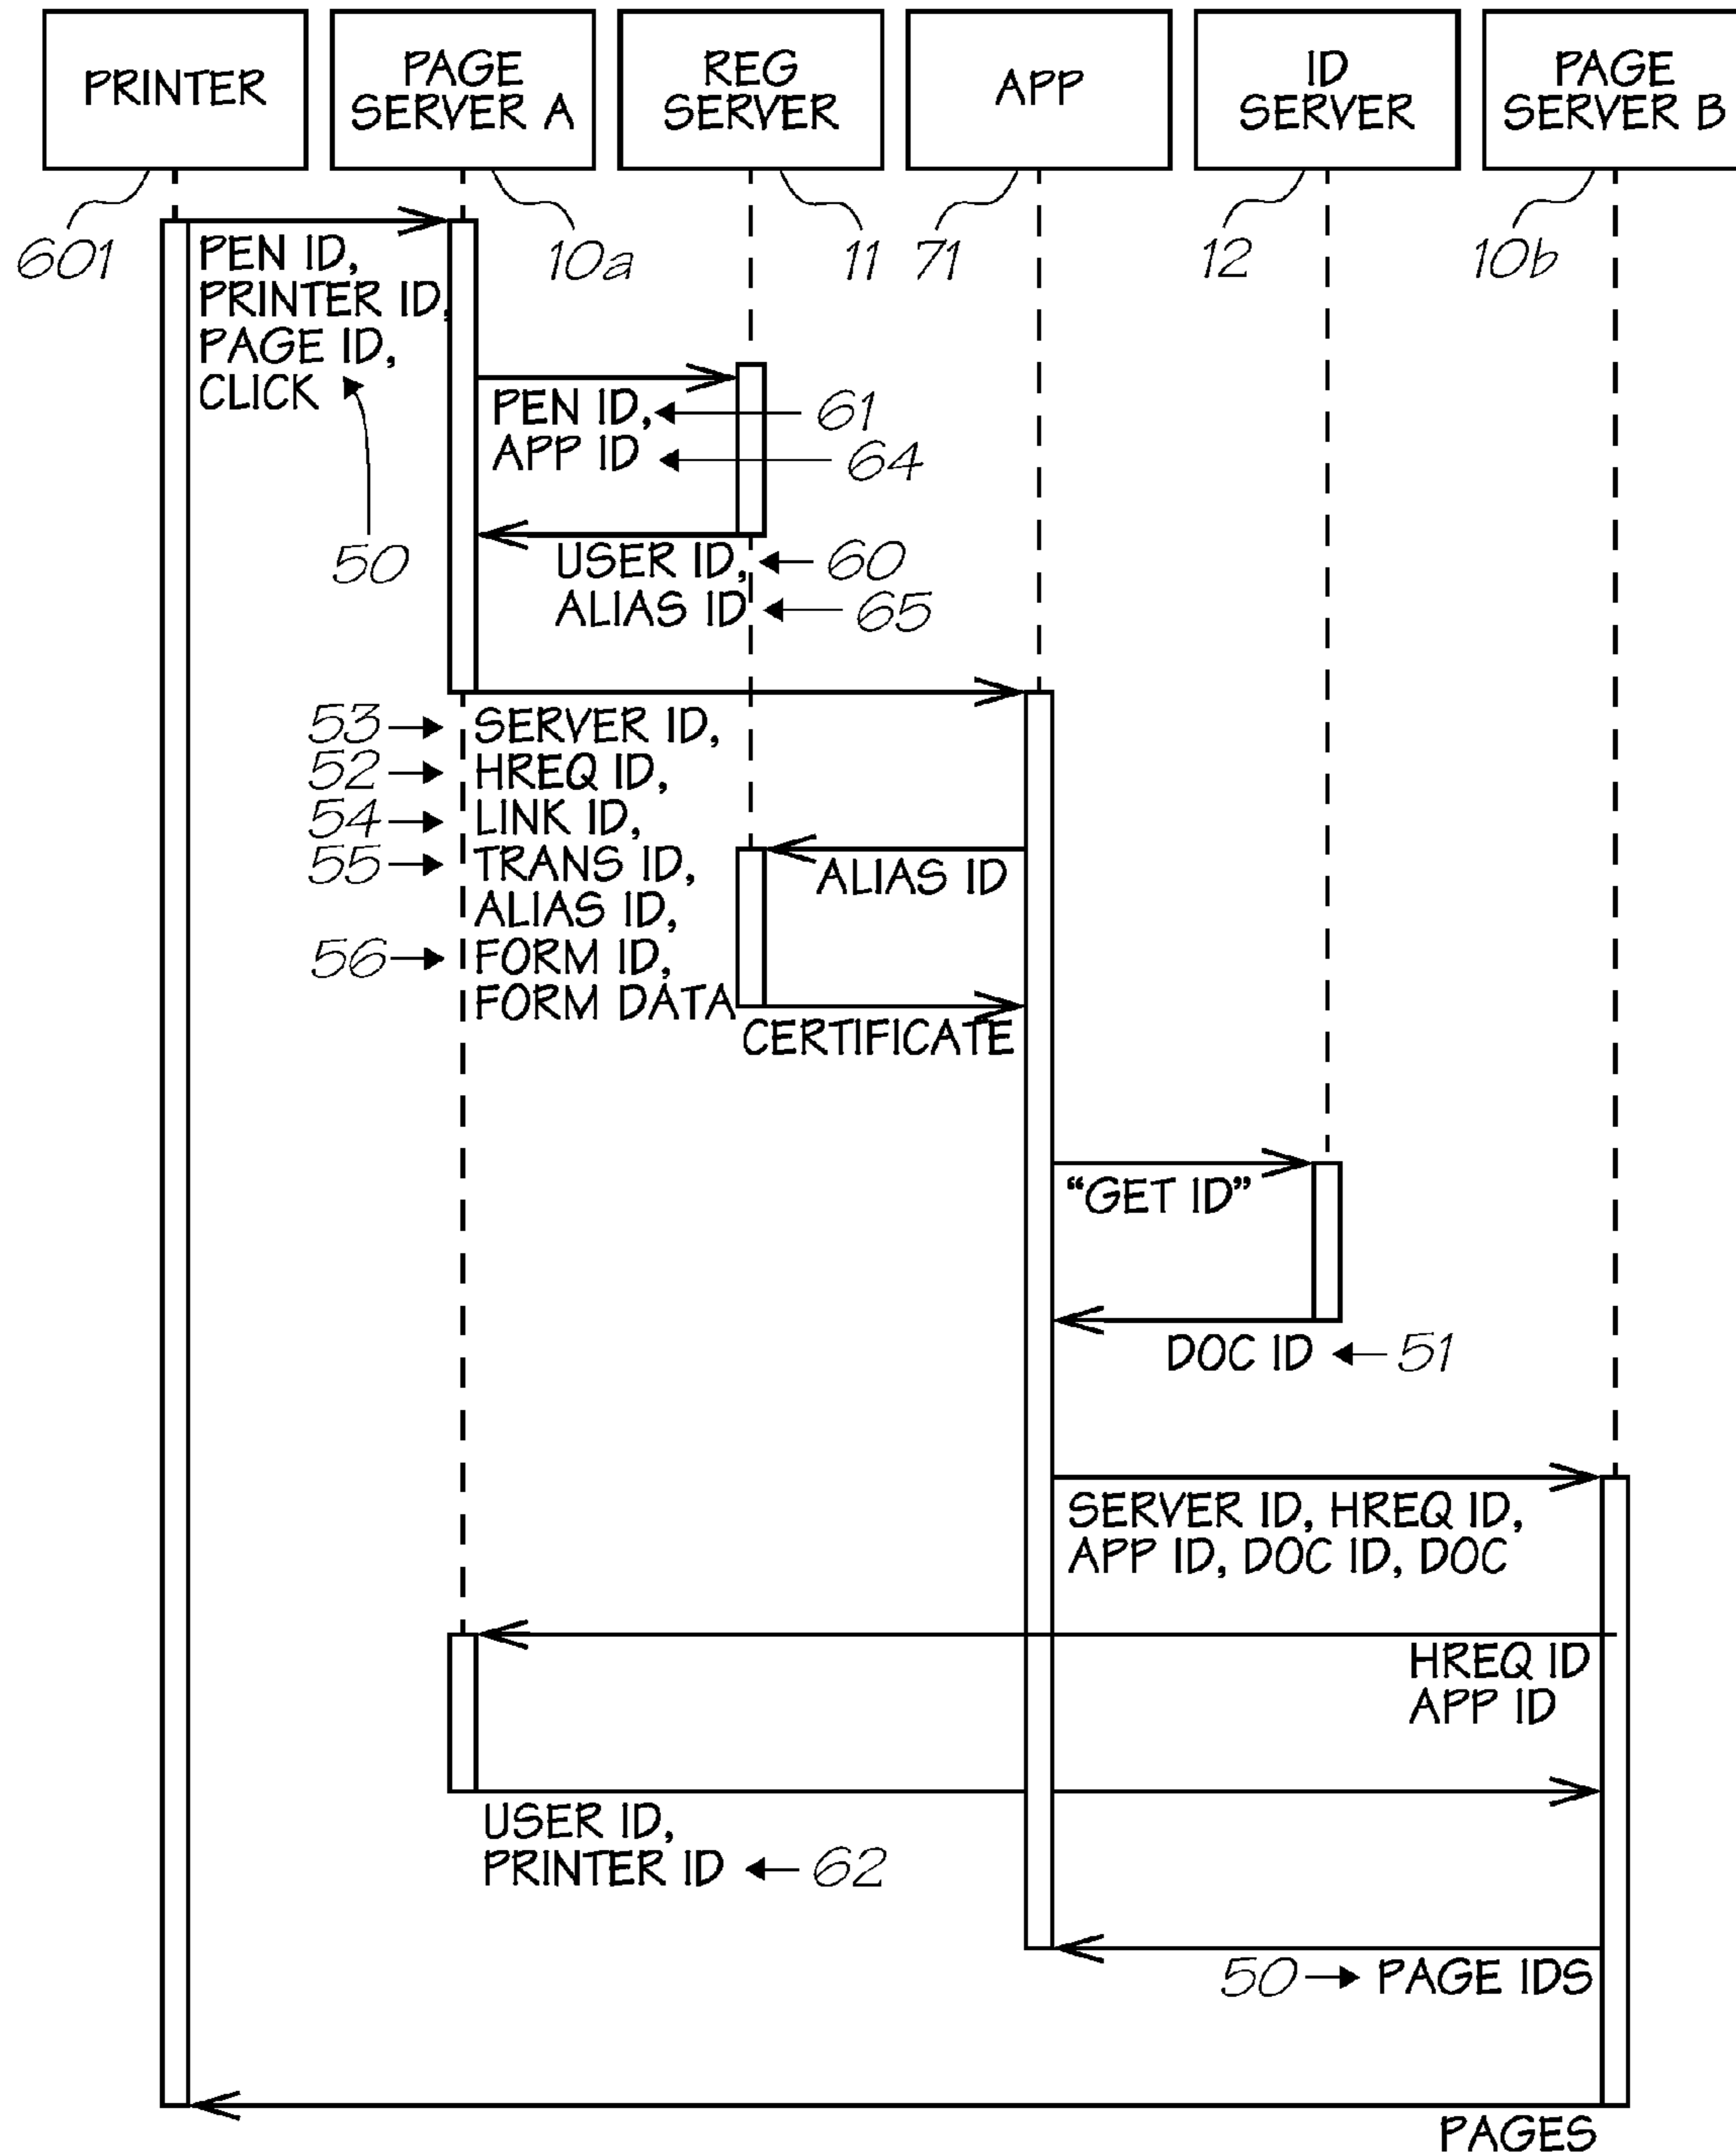 PRINTER
PAGE
SERVER A
REG
SERVER
APP
ID
SERVER
PAGE
SERVER B
601
10a
11
71
12
10b
PEN ID,
PRINTER ID,
PAGE ID,
CLICK
50
PEN ID,
61
APP ID
64
USER ID,
60
ALIAS ID
65
53
SERVER ID,
52
HREQ ID,
54
LINK ID,
55
TRANS ID,
ALIAS ID,
56
FORM ID,
FORM DATA
ALIAS ID
CERTIFICATE
“GET ID”
DOC ID
51
SERVER ID, HREQ ID,
APP ID, DOC ID, DOC
HREQ ID
APP ID
USER ID,
PRINTER ID
62
50
PAGE IDS
PAGES